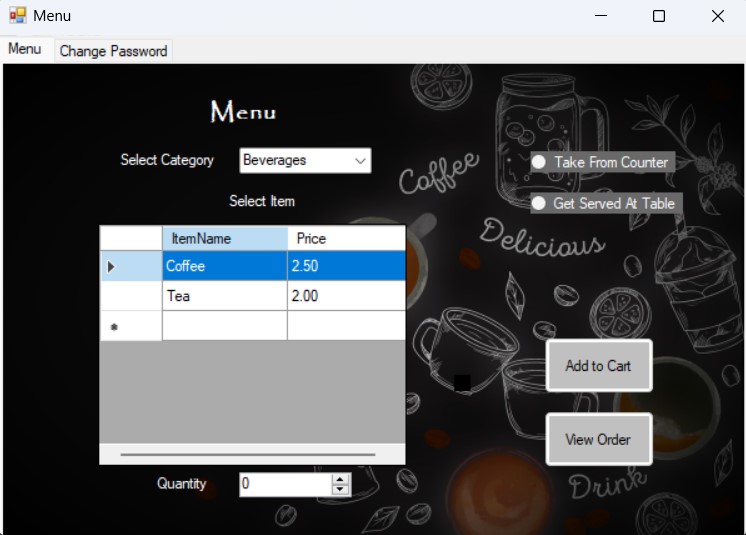 Menu
Menu
Change Password
Menu
Select Category
Beverages
Select Item
ItemName
Price
Coffee
2.50
Tea
2.00
*
Quantity
0
Coffee
Delicious
Drink
Take From Counter
Get Served At Table
Add to Cart
View Order